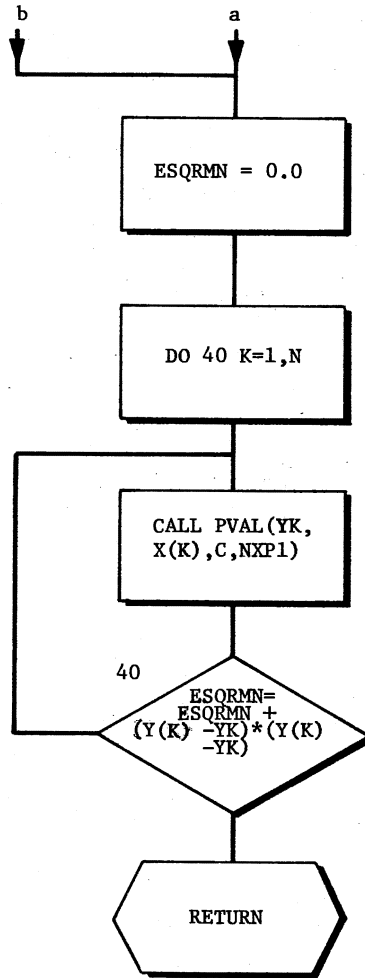 b a
ESQRMN = 0.0
DO 40 K=1,N
CALL PVAL(YK,
X(K),C,NXP1)
40
ESQRMN=
ESQRMN +
(Y(K) -YK)*(Y(K)
-YK)
RETURN